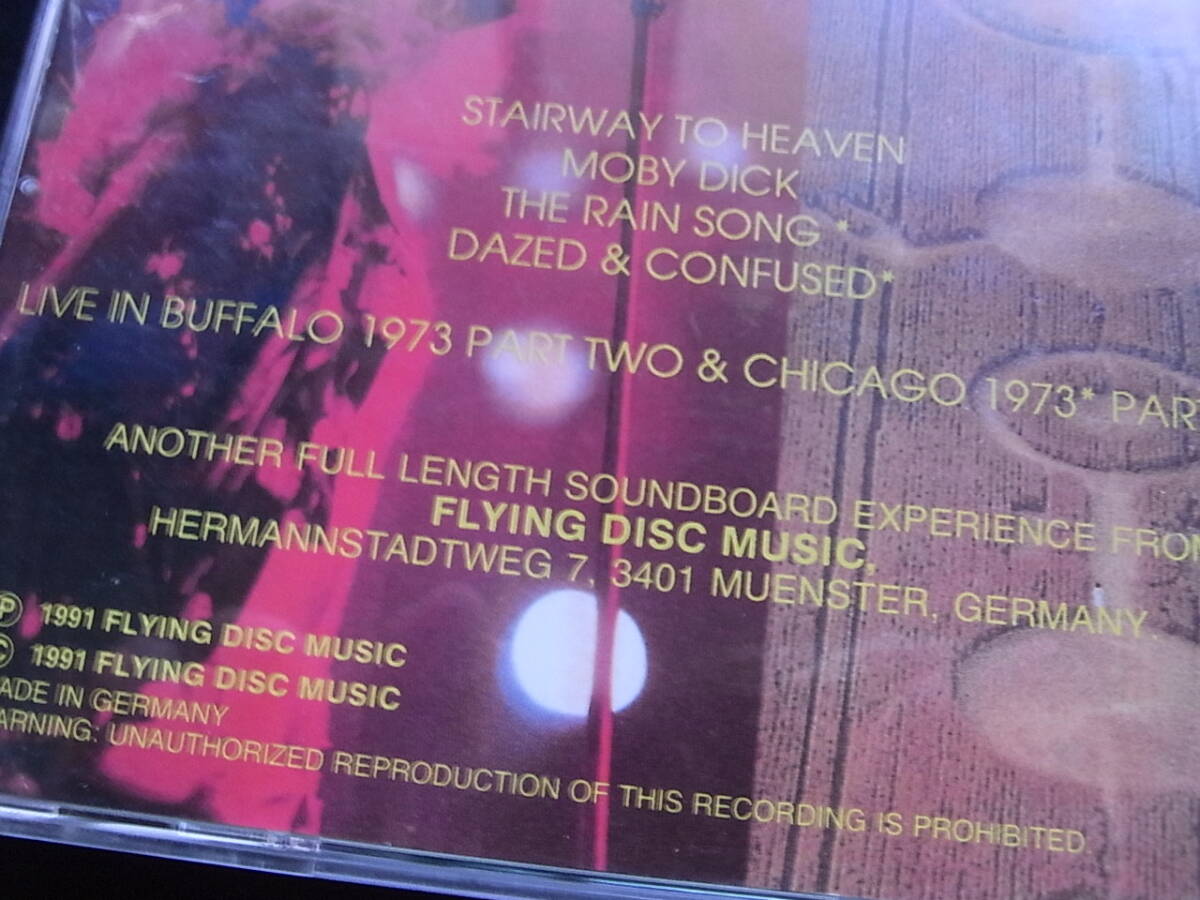 STAIRWAY TO HEAVEN
MOBY DICK
THE RAIN SONG *
DAZED & CONFUSED*
LIVE IN BUFFALO 1973 PART TWO & CHICAGO 1973* PAR
ANOTHER FULL LENGTH SOUNDBOARD EXPERIENCE FROM
FLYING DISC MUSIC,
HERMANNSTADTWEG 7, 3401 MUENSTER, GERMANY.
Ⓟ 1991 FLYING DISC MUSIC
© 1991 FLYING DISC MUSIC
ADE IN GERMANY
ARNING: UNAUTHORIZED REPRODUCTION OF THIS RECORDING IS PROHIBITED.